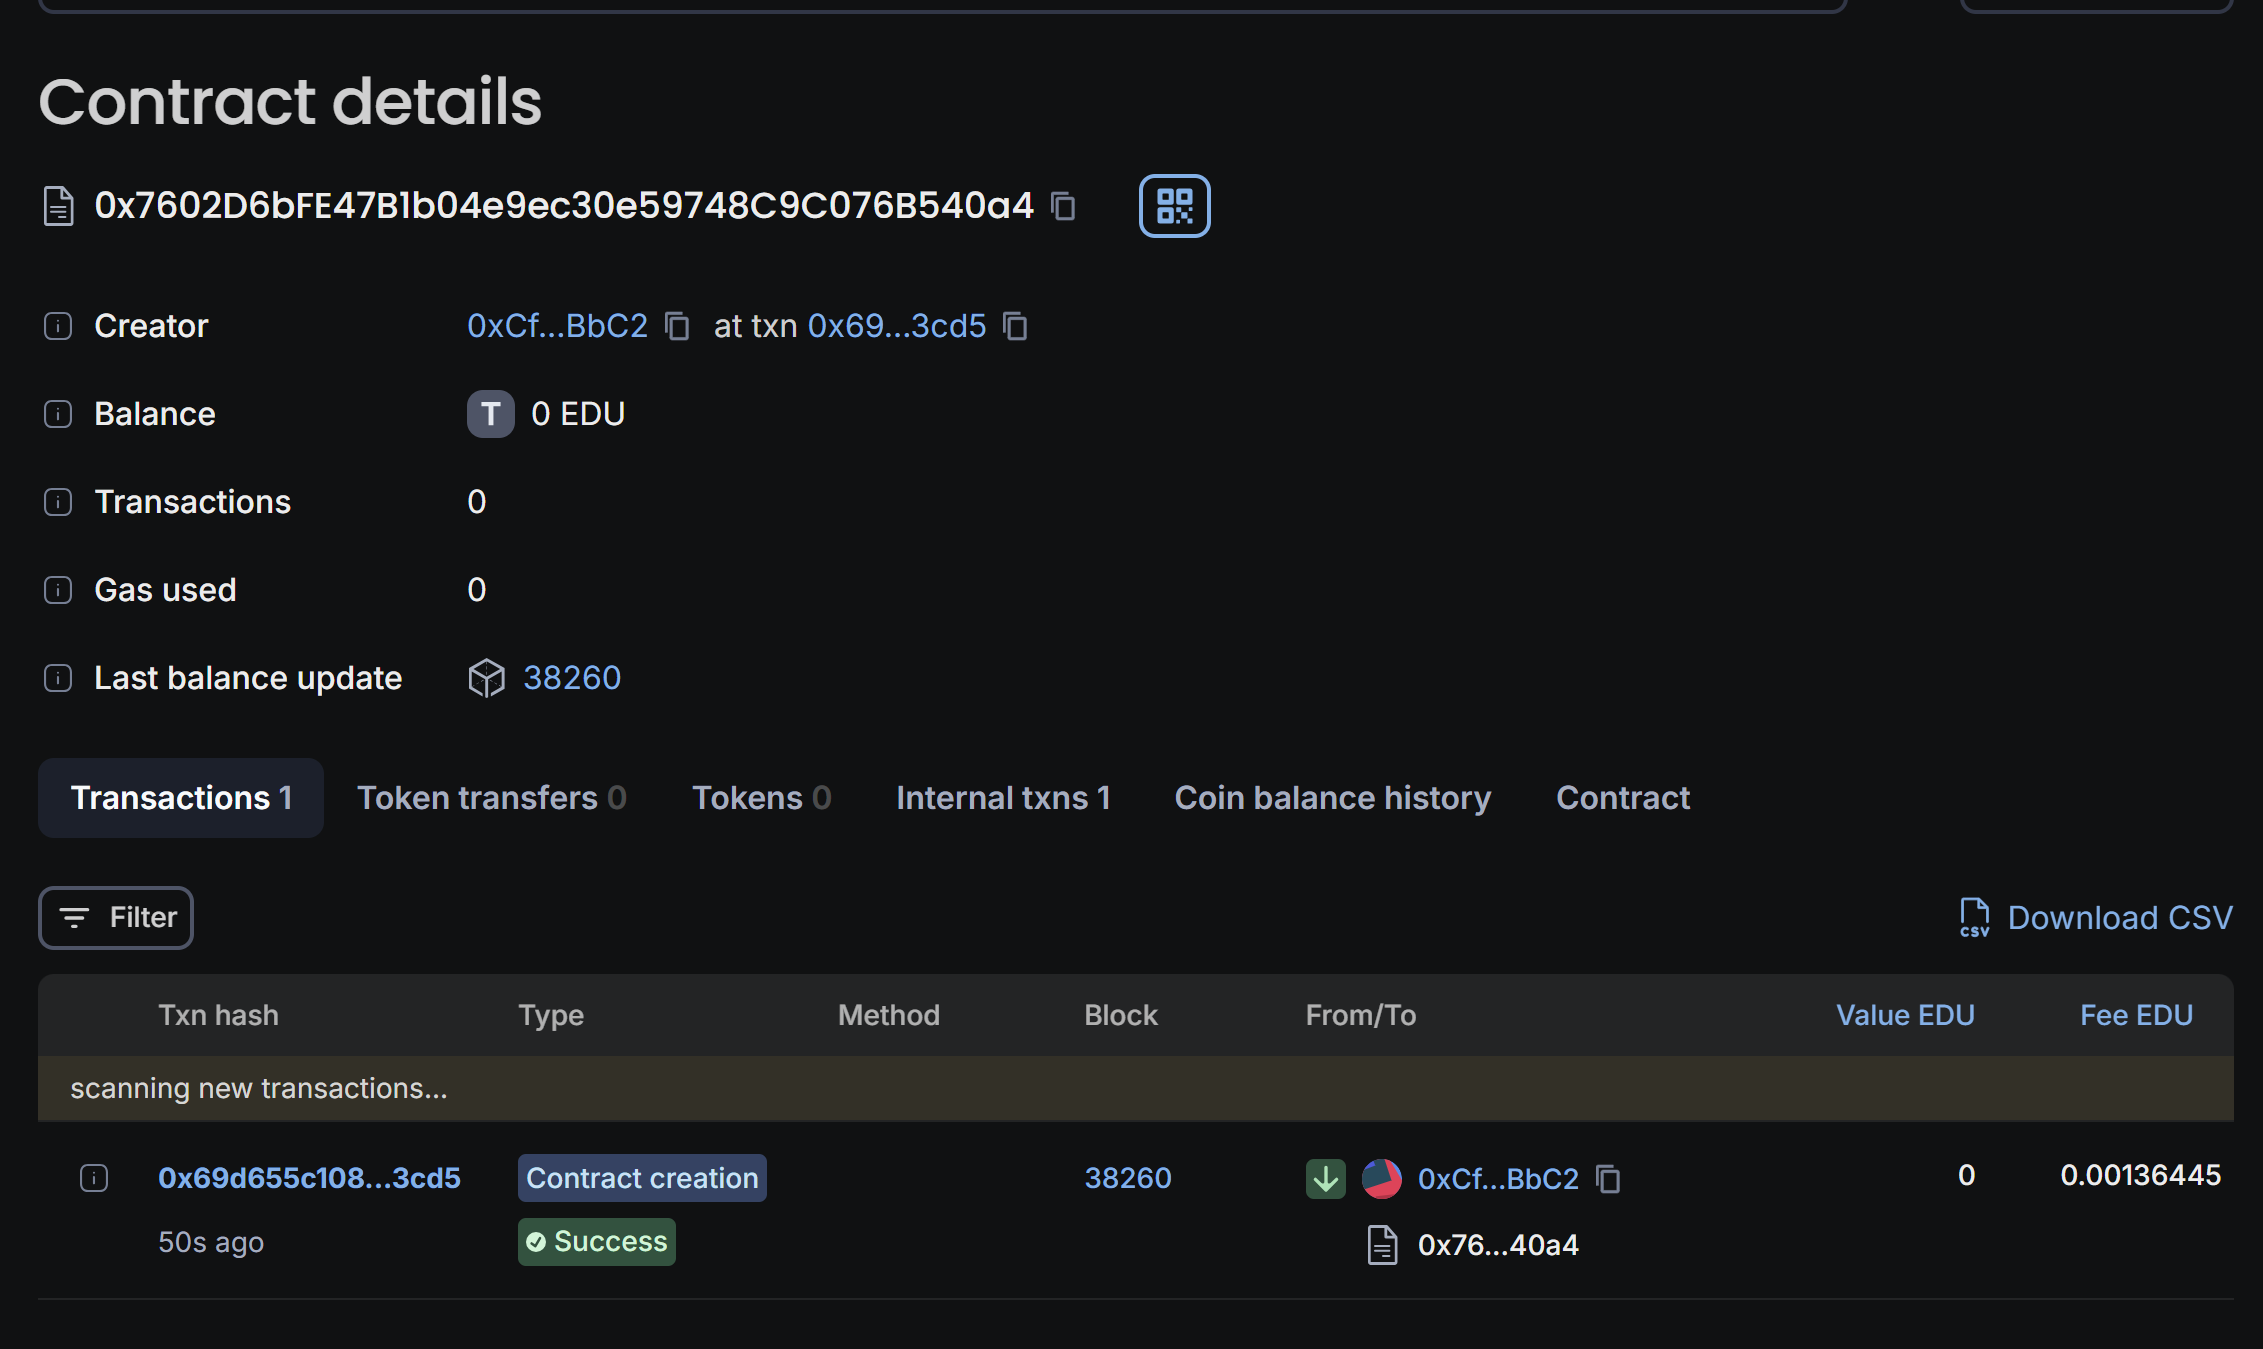 Contract details
0x7602D6bFE47B1b04e9ec30e59748C9C076B540a4
Creator 0xCf...BbC2 at txn 0x69...3cd5
Balance T 0 EDU
Transactions 0
Gas used 0
Last balance update 38260
Transactions 1 Token transfers 0 Tokens 0 Internal txns 1 Coin balance history Contract
Filter CSV Download CSV
Txn hash Type Method Block From/To Value EDU Fee EDU
scanning new transactions...
0x69d655c108...3cd5 Contract creation 38260 0xCf...BbC2 0 0.00136445
50s ago Success 0x76...40a4